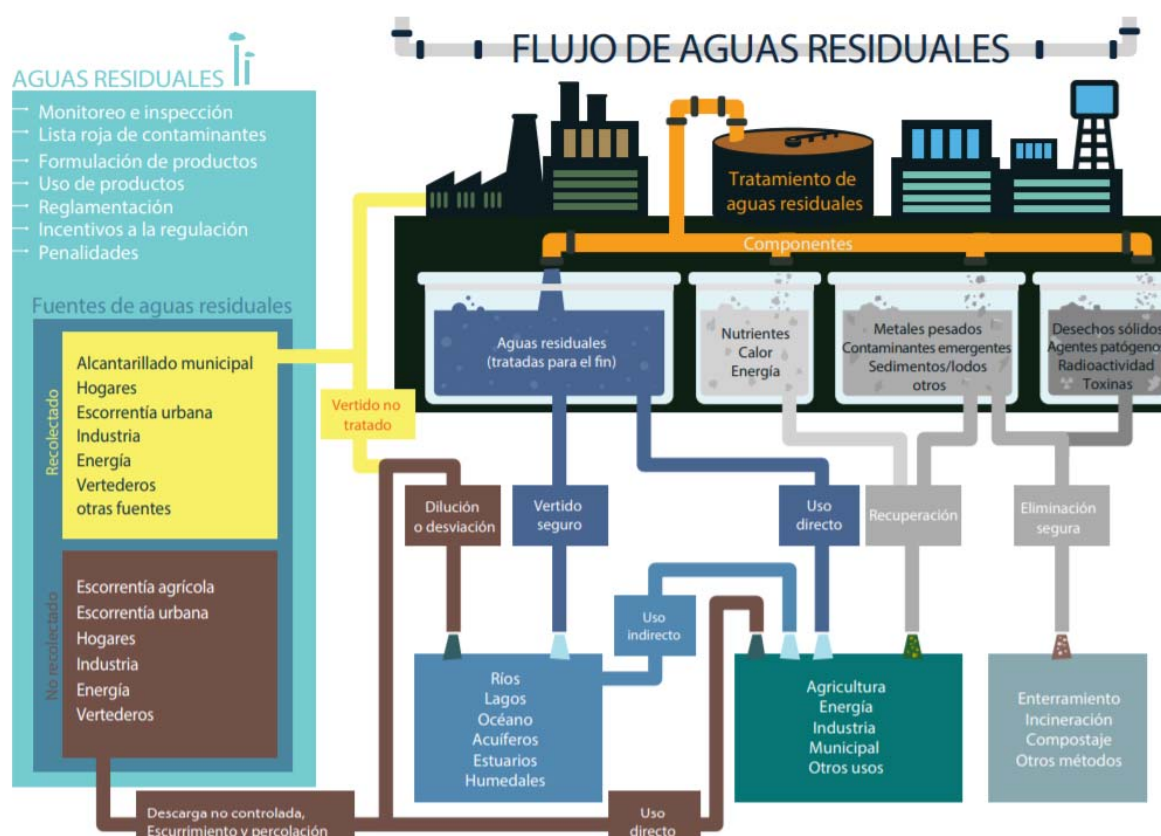 FLUJO DE AGUAS RESIDUALES
AGUAS RESIDUALES
Monitoreo e inspección
Lista roja de contaminantes
Formulación de productos
Uso de productos
Reglamentación
Incentivos a la regulación
Penalidades
Fuentes de aguas residuales
Recolectado
Alcantarillado municipal
Hogares
Escorrentía urbana
Industria
Energía
Vertederos
otras fuentes
No recolectado
Escorrentía agrícola
Escorrentía urbana
Hogares
Industria
Energía
Vertederos
Descarga no controlada,
Escurrimiento y percolación
Vertido no
tratado
Tratamiento de
aguas residuales
Componentes
Aguas residuales
(tratadas para el fin)
Nutrientes
Calor
Energía
Metales pesados
Contaminantes emergentes
Sedimentos/lodos
otros
Desechos sólidos
Agentes patógenos
Radioactividad
Toxinas
Dilución
o desviación
Vertido
seguro
Uso
directo
Recuperación
Eliminación
segura
Uso
indirecto
Uso
directo
Ríos
Lagos
Océano
Acuíferos
Estuarios
Humedales
Agricultura
Energía
Industria
Municipal
Otros usos
Enterramiento
Incineración
Compostaje
Otros métodos